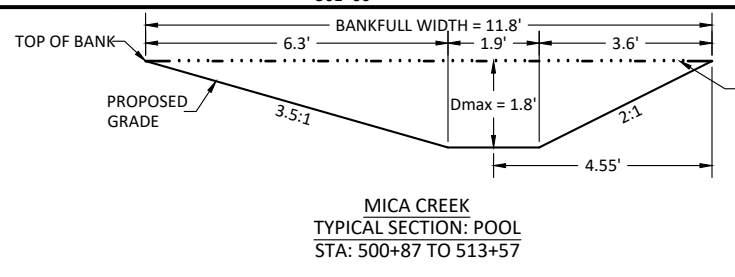 BANKFULL WIDTH = 11.8'
TOP OF BANK
6.3'
1.9'
3.6'
PROPOSED
GRADE
3.5:1
Dmax = 1.8'
2:1
4.55'
MICA CREEK
TYPICAL SECTION: POOL
STA: 500+87 TO 513+57